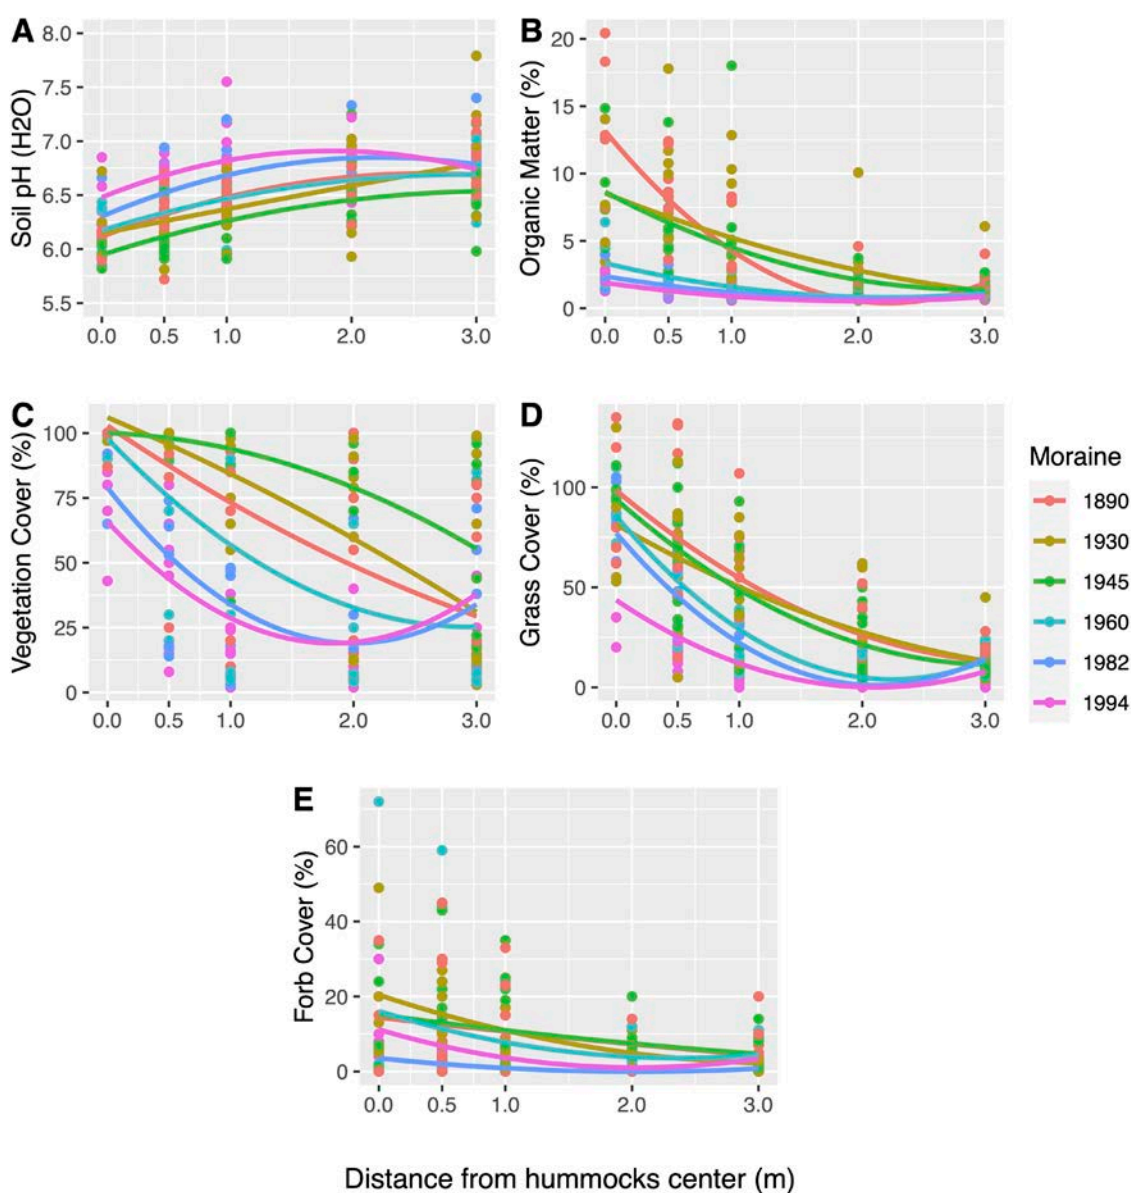 A
Soil pH (H2O)
8.0
7.5
7.0
6.5
6.0
5.5
0.0 0.5 1.0 2.0 3.0
B
Organic Matter (%)
20
15
10
5
0
0.0 0.5 1.0 2.0 3.0
C
Vegetation Cover (%)
100
75
50
25
0
0.0 0.5 1.0 2.0 3.0
D
Grass Cover (%)
100
50
0
0.0 0.5 1.0 2.0 3.0
Moraine
1890
1930
1945
1960
1982
1994
E
Forb Cover (%)
60
40
20
0
0.0 0.5 1.0 2.0 3.0
Distance from hummocks center (m)